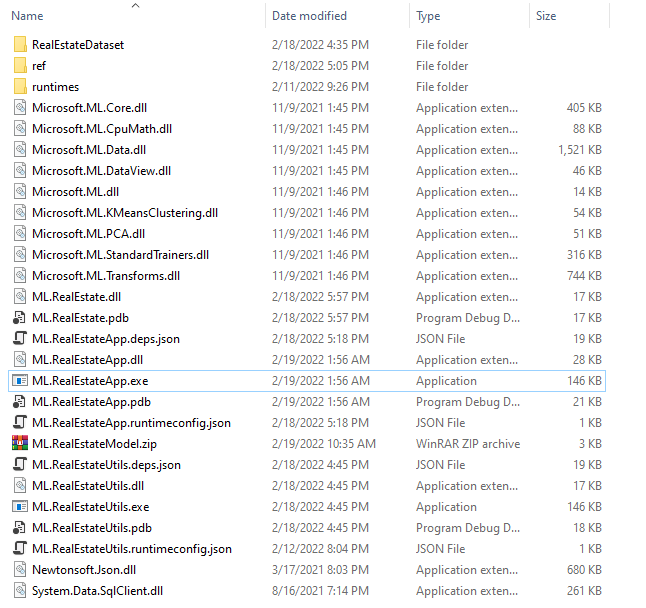 Name Date modified Type Size
RealEstateDataset 2/18/2022 4:35 PM File folder
ref 2/18/2022 5:05 PM File folder
runtimes 2/11/2022 9:26 PM File folder
Microsoft.ML.Core.dll 11/9/2021 1:45 PM Application exten... 405 KB
Microsoft.ML.CpuMath.dll 11/9/2021 1:45 PM Application exten... 88 KB
Microsoft.ML.Data.dll 11/9/2021 1:45 PM Application exten... 1,521 KB
Microsoft.ML.DataView.dll 11/9/2021 1:45 PM Application exten... 46 KB
Microsoft.ML.dll 11/9/2021 1:46 PM Application exten... 14 KB
Microsoft.ML.KMeansClustering.dll 11/9/2021 1:46 PM Application exten... 54 KB
Microsoft.ML.PCA.dll 11/9/2021 1:46 PM Application exten... 51 KB
Microsoft.ML.StandardTrainers.dll 11/9/2021 1:46 PM Application exten... 316 KB
Microsoft.ML.Transforms.dll 11/9/2021 1:46 PM Application exten... 744 KB
ML.RealEstate.dll 2/18/2022 5:57 PM Application exten... 17 KB
ML.RealEstate.pdb 2/18/2022 5:57 PM Program Debug D... 17 KB
ML.RealEstateApp.deps.json 2/18/2022 5:18 PM JSON File 19 KB
ML.RealEstateApp.dll 2/19/2022 1:56 AM Application exten... 28 KB
ML.RealEstateApp.exe 2/19/2022 1:56 AM Application 146 KB
ML.RealEstateApp.pdb 2/19/2022 1:56 AM Program Debug D... 21 KB
ML.RealEstateApp.runtimeconfig.json 2/18/2022 5:18 PM JSON File 1 KB
ML.RealEstateModel.zip 2/19/2022 10:35 AM WinRAR ZIP archive 3 KB
ML.RealEstateUtils.deps.json 2/18/2022 4:45 PM JSON File 19 KB
ML.RealEstateUtils.dll 2/18/2022 4:45 PM Application exten... 17 KB
ML.RealEstateUtils.exe 2/18/2022 4:45 PM Application 146 KB
ML.RealEstateUtils.pdb 2/18/2022 4:45 PM Program Debug D... 18 KB
ML.RealEstateUtils.runtimeconfig.json 2/12/2022 8:04 PM JSON File 1 KB
Newtonsoft.Json.dll 3/17/2021 8:03 PM Application exten... 680 KB
System.Data.SqlClient.dll 8/16/2021 7:14 PM Application exten... 261 KB